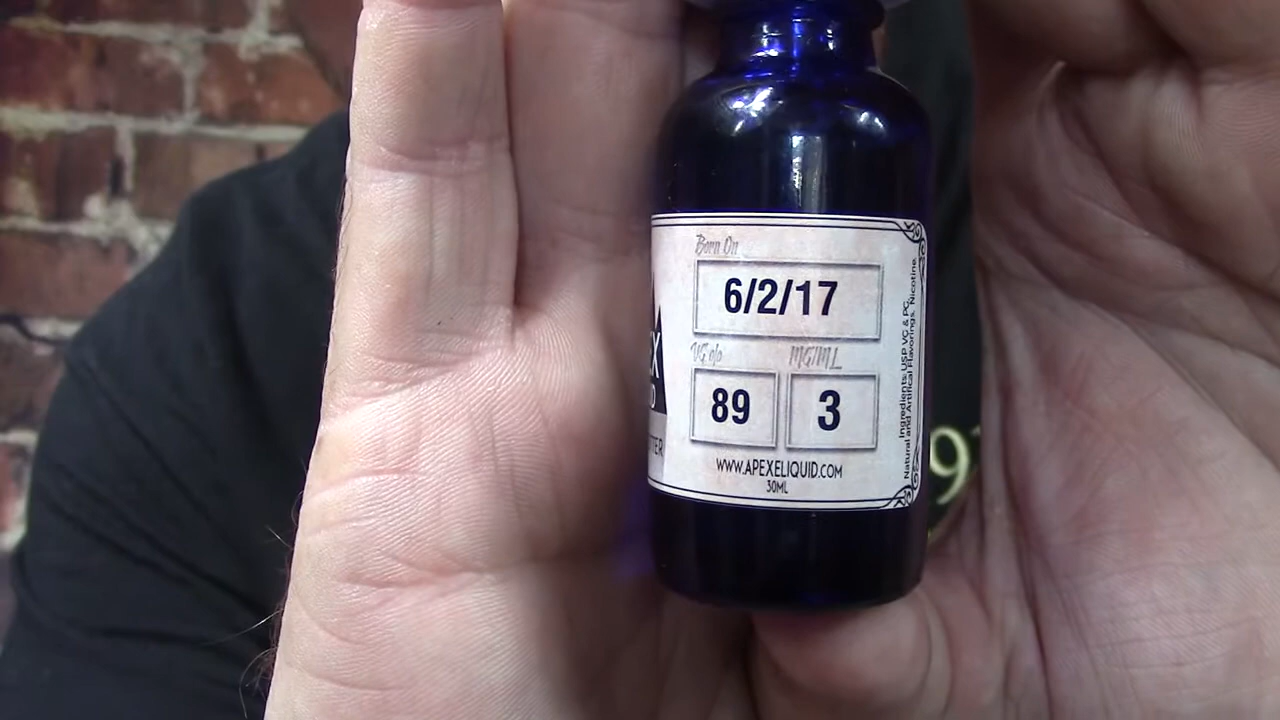 Born On
6/2/17
VG % MG/ML
89 3
WWW.APEXELIQUID.COM
30ML
Ingredients: USP VG & PG,
Natural and Artificial Flavorings, Nicotine.
9